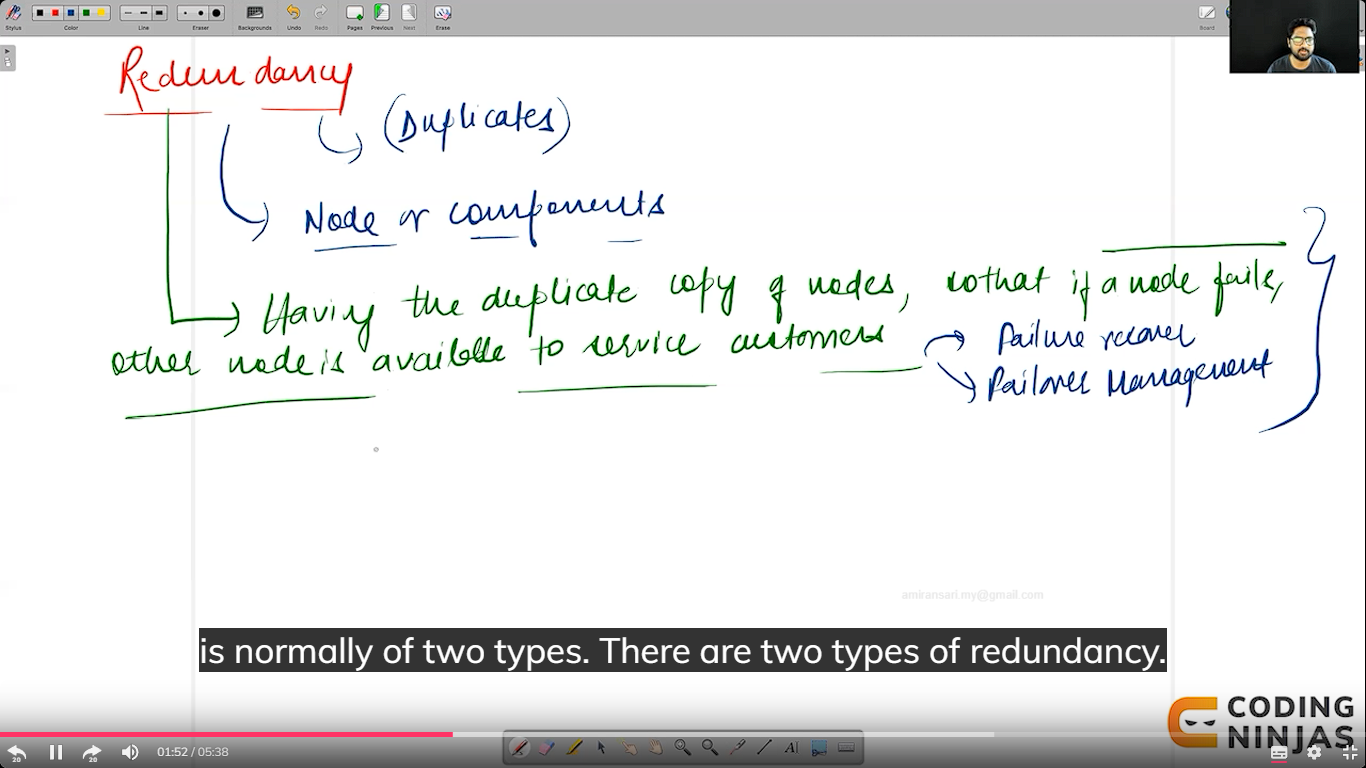 Stylus
Color
Line
Eraser
Backgrounds
Undo
Redo
Pages
Previous
Next
Erase
Board
Redundancy
(Duplicates)
Node or components
Having the duplicate copy of nodes, so that if a node fails,
other node is available to service customers
Failure recover
Failover Management
amiransari.my@gmail.com
is normally of two types. There are two types of redundancy.
CODING
NINJAS
20
20
01:52 / 05:38